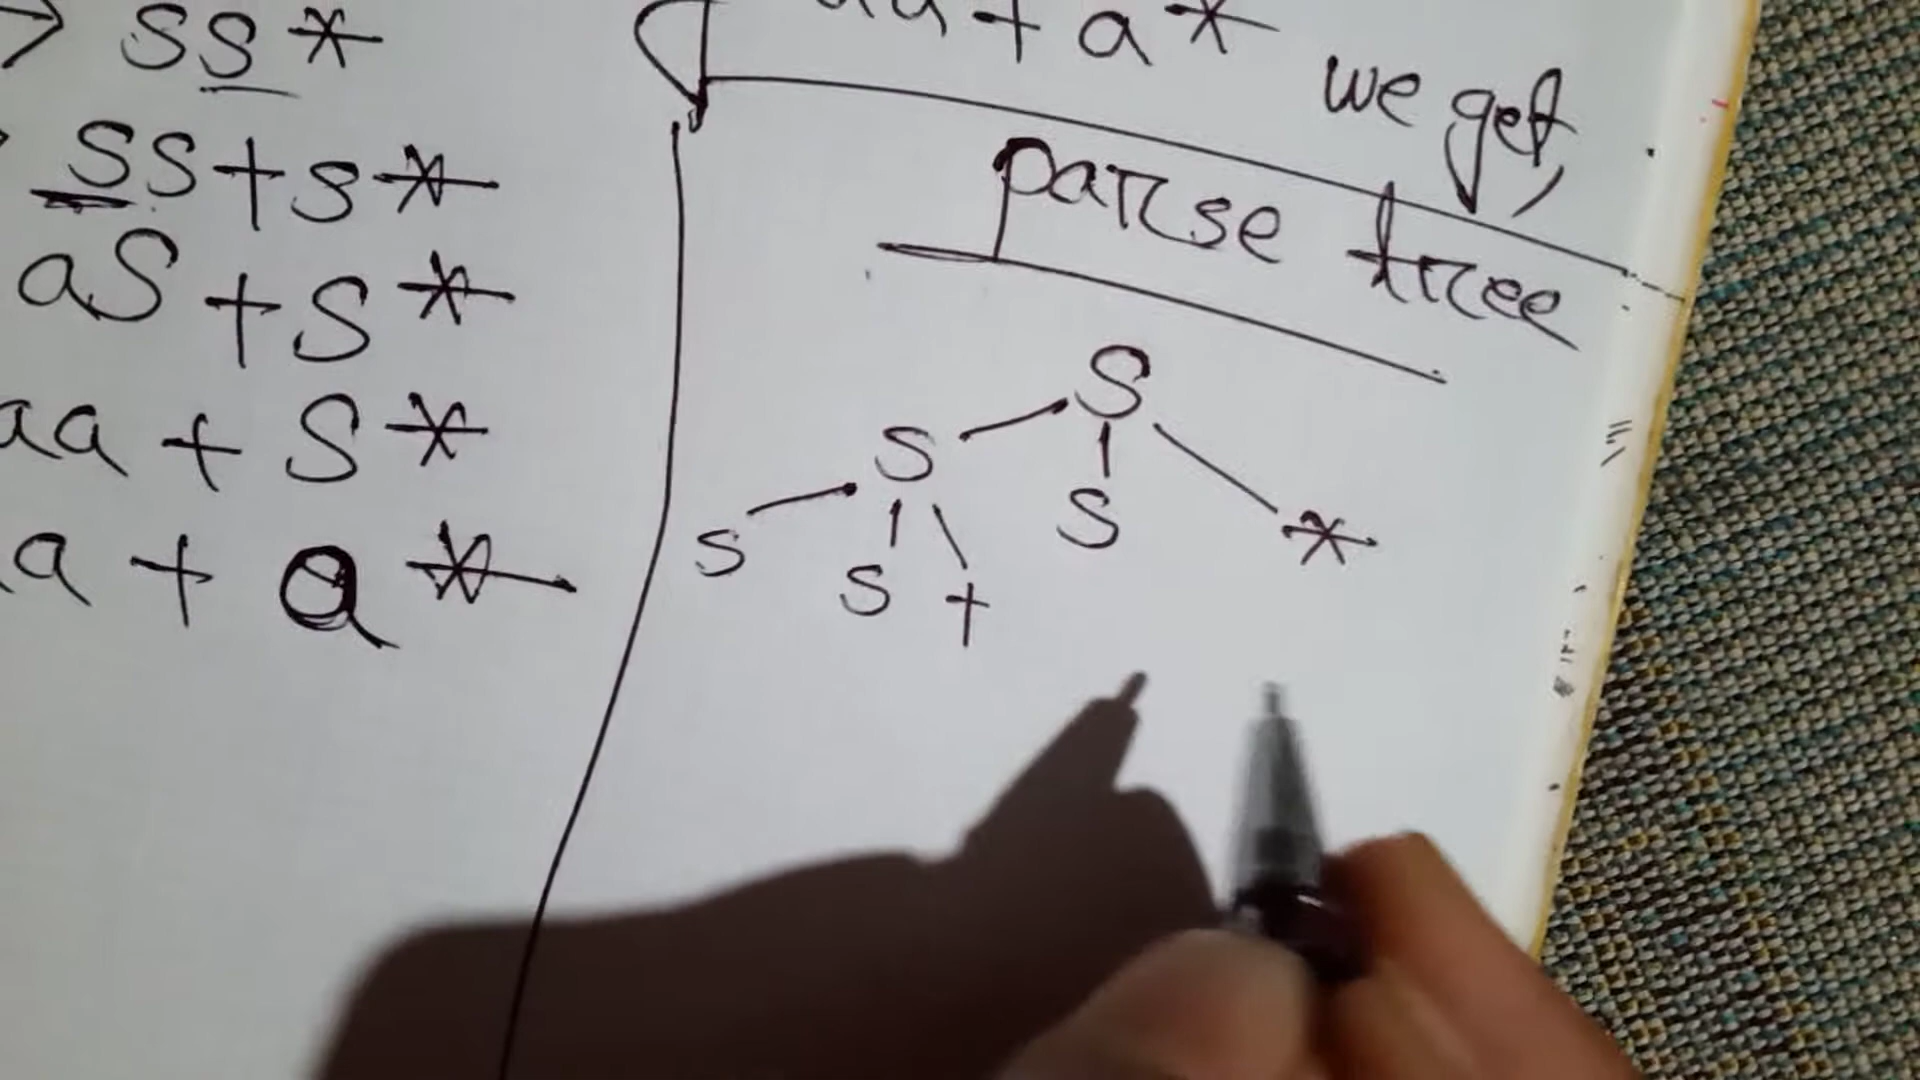 → SS*
SS+S*
aS+S*
aa+S*
a+a*
aa+a* we get,
parse tree
S
S S *
S S +